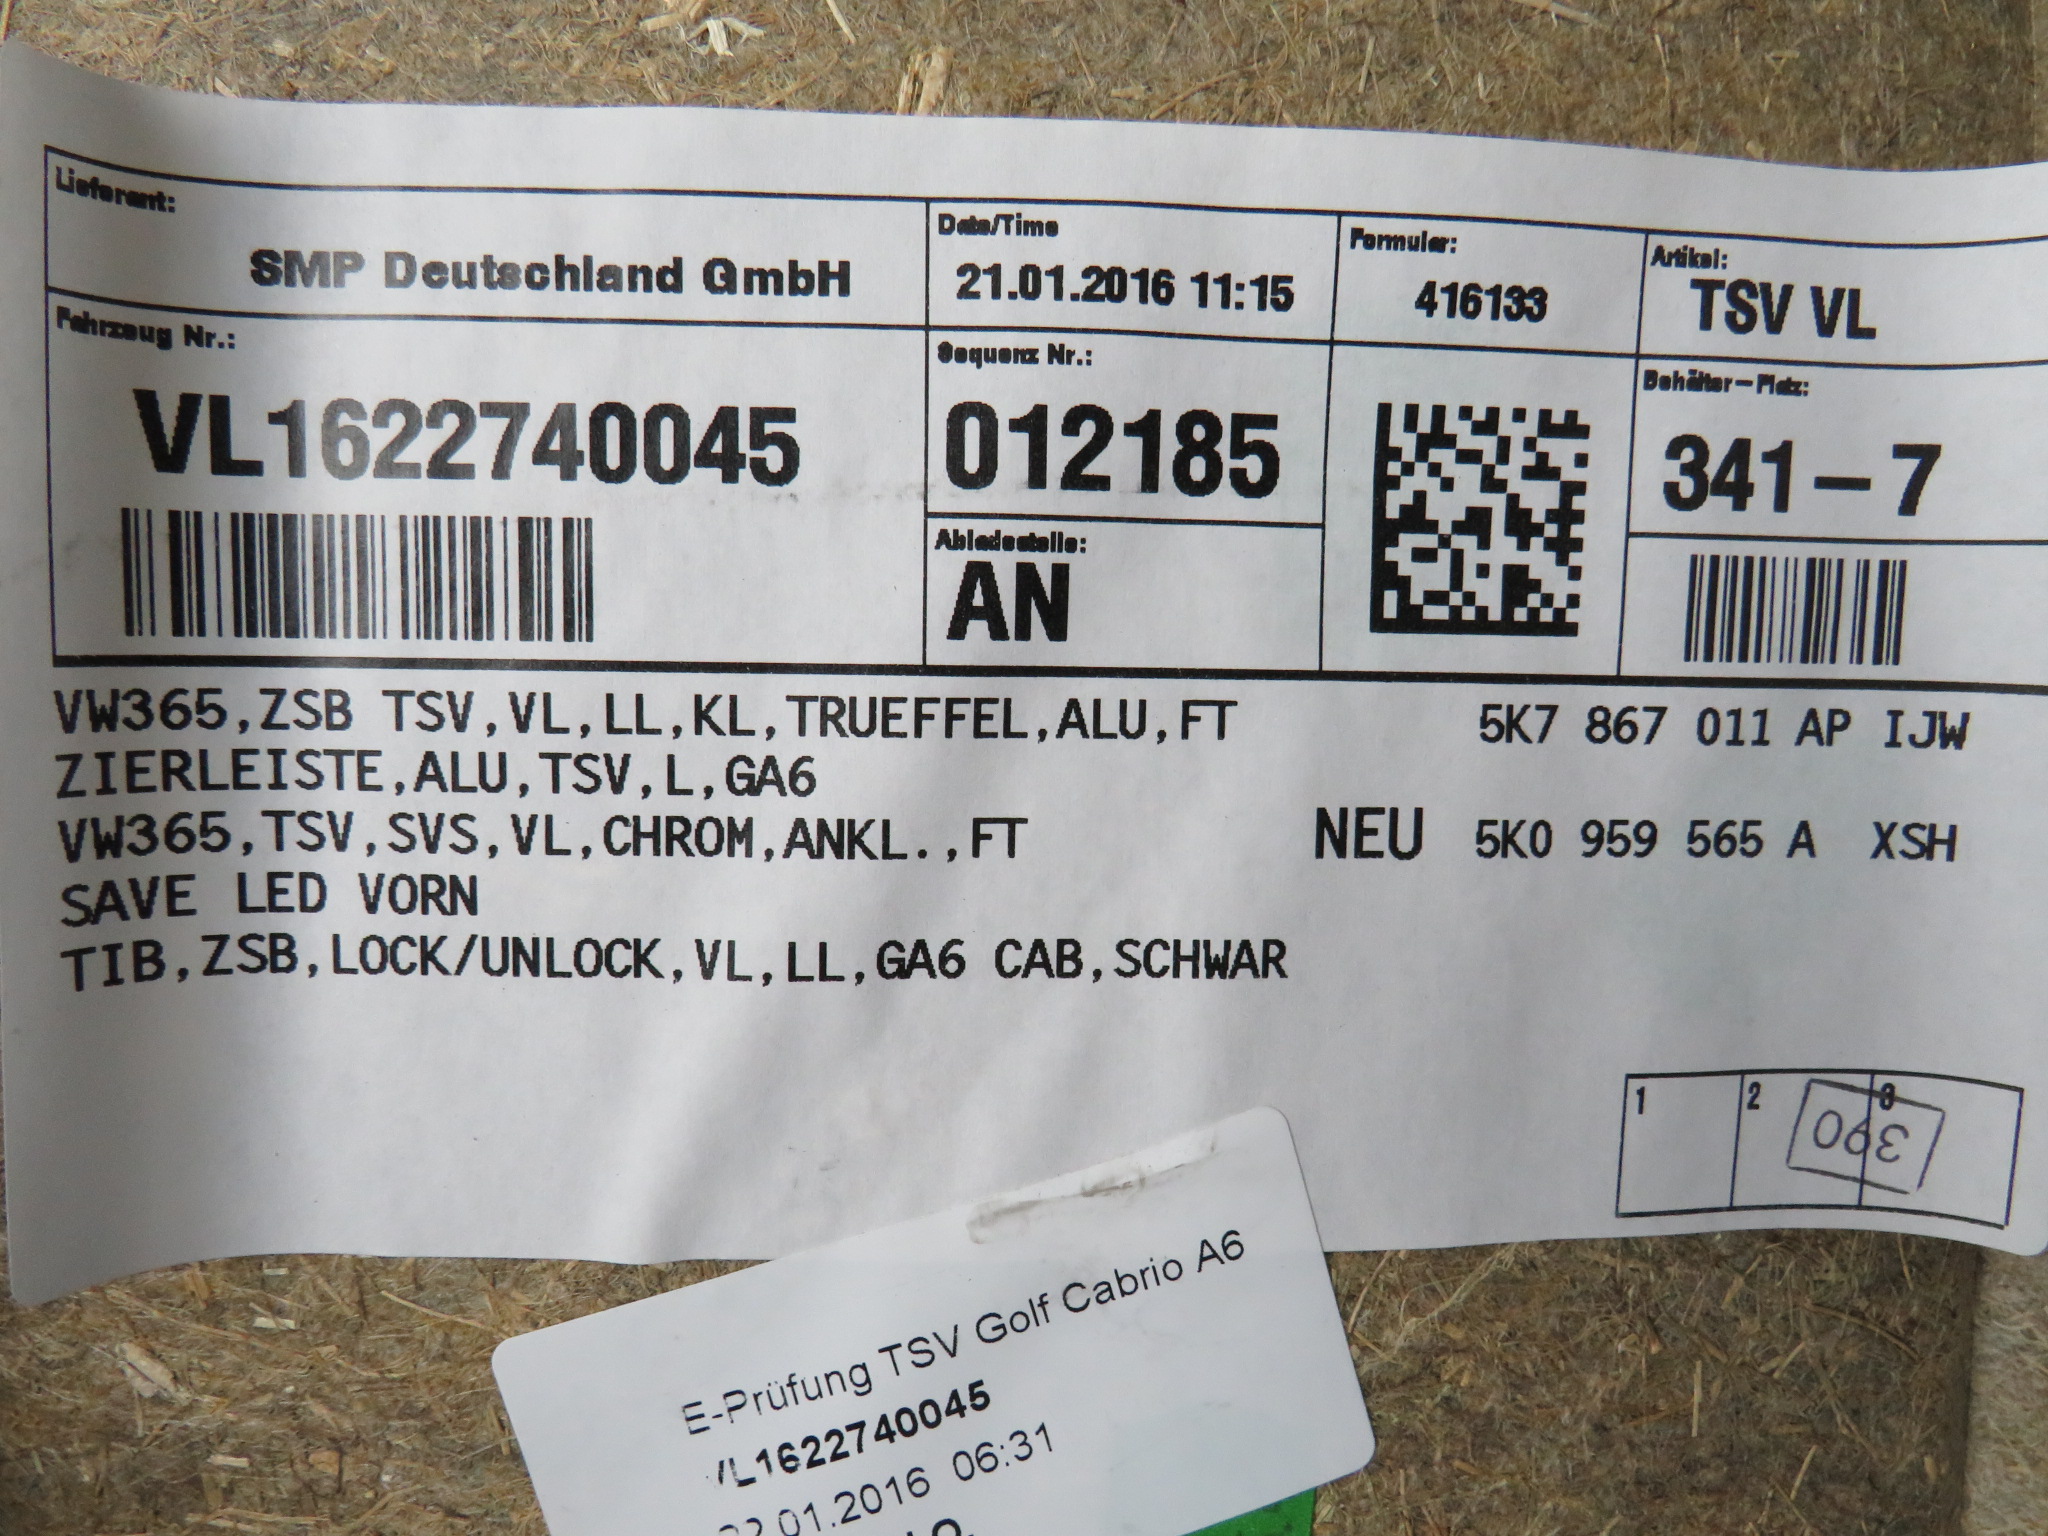 Lieferant:
SMP Deutschland GmbH
Date/Time
21.01.2016 11:15
Formular:
416133
Artikel:
TSV VL
Fahrzeug Nr.:
VL1622740045
Sequenz Nr.:
012185
Abladestelle:
AN
Behälter-Platz:
341-7
VW365,ZSB TSV,VL,LL,KL,TRUEFFEL,ALU,FT 5K7 867 011 AP IJW
ZIERLEISTE,ALU,TSV,L,GA6
VW365,TSV,SVS,VL,CHROM,ANKL.,FT NEU 5K0 959 565 A XSH
SAVE LED VORN
TIB,ZSB,LOCK/UNLOCK,VL,LL,GA6 CAB,SCHWAR
1 2 3
390
E-Prüfung TSV Golf Cabrio A6
VL1622740045
22.01.2016 06:31